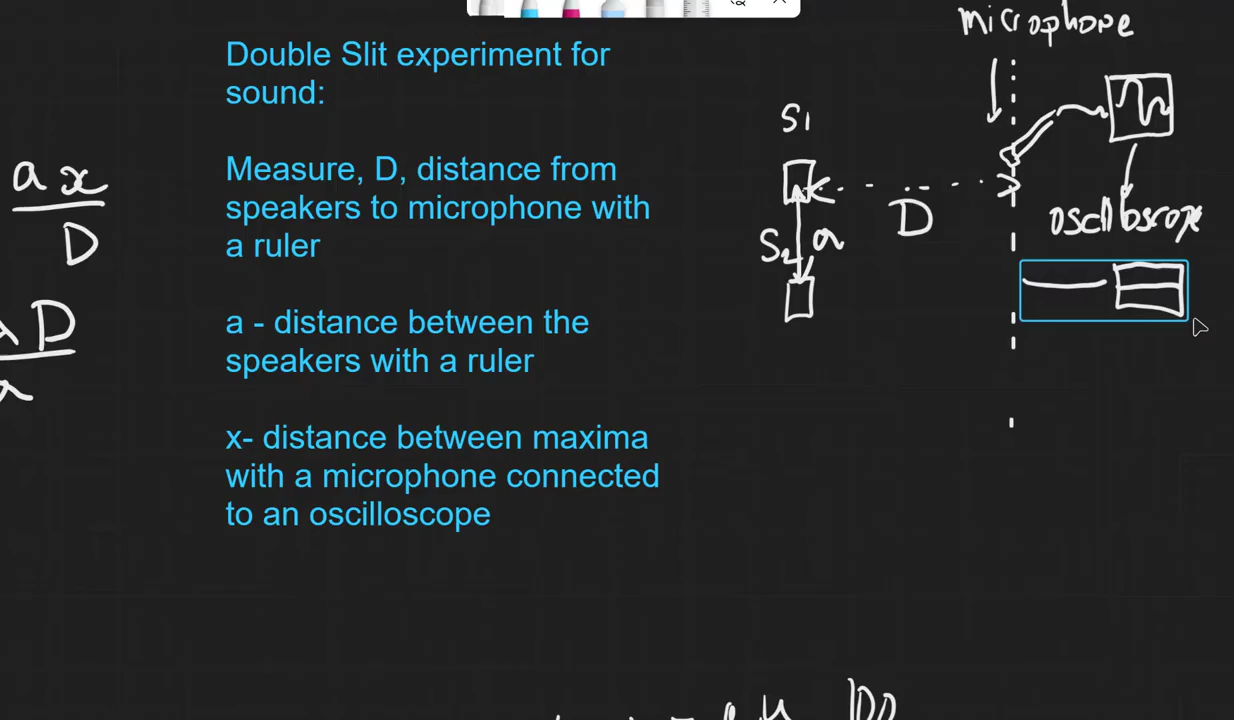 microphone
Double Slit experiment for
sound:
S1
Measure, D, distance from
speakers to microphone with
a ruler
a x
D
D
oscilloscope
S2 a
a - distance between the
speakers with a ruler
λ D
a
x- distance between maxima
with a microphone connected
to an oscilloscope